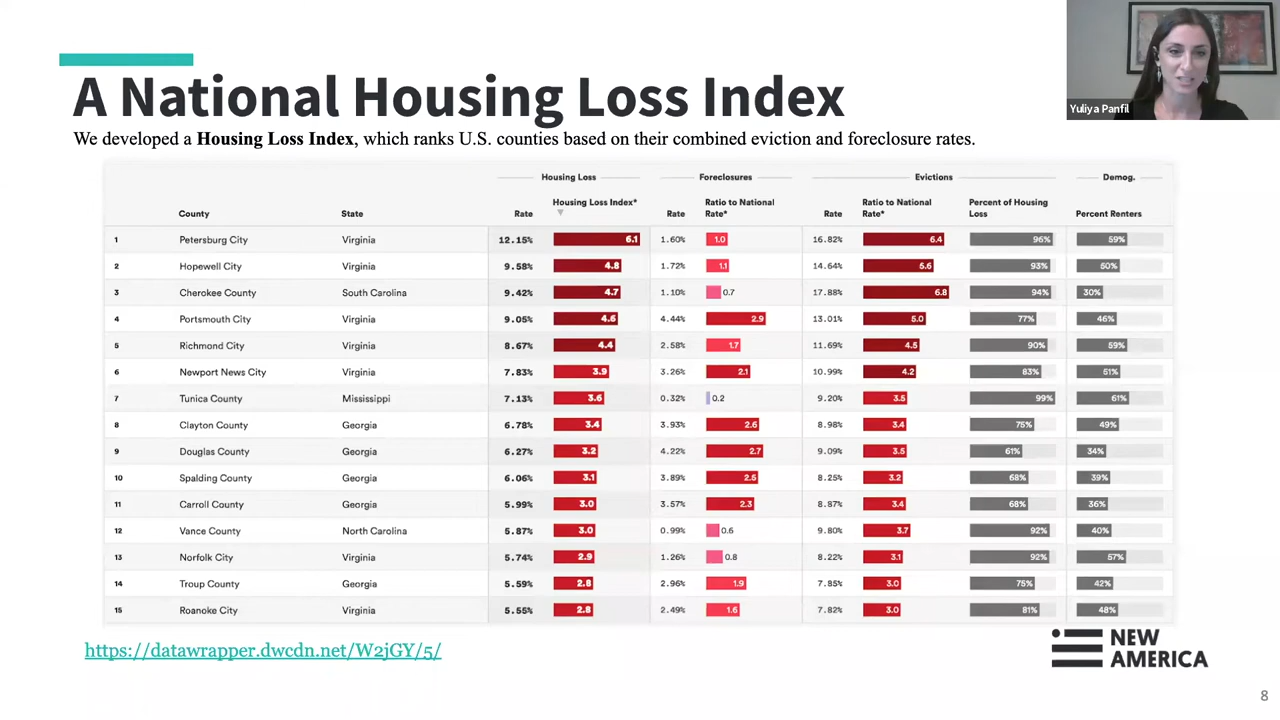 Yuliya Panfil
A National Housing Loss Index
We developed a Housing Loss Index, which ranks U.S. counties based on their combined eviction and foreclosure rates.
Housing Loss Foreclosures Evictions Demog.
County State Rate Housing Loss Index* Rate Ratio to National Rate* Rate Ratio to National Rate* Percent of Housing Loss Percent Renters
1 Petersburg City Virginia 12.15% 6.1 1.60% 1.0 16.82% 6.4 96% 59%
2 Hopewell City Virginia 9.58% 4.8 1.72% 1.1 14.64% 5.6 93% 50%
3 Cherokee County South Carolina 9.42% 4.7 1.10% 0.7 17.88% 6.8 94% 30%
4 Portsmouth City Virginia 9.05% 4.6 4.44% 2.9 13.01% 5.0 77% 46%
5 Richmond City Virginia 8.67% 4.4 2.58% 1.7 11.69% 4.5 90% 59%
6 Newport News City Virginia 7.83% 3.9 3.26% 2.1 10.99% 4.2 83% 51%
7 Tunica County Mississippi 7.13% 3.6 0.32% 0.2 9.20% 3.5 99% 61%
8 Clayton County Georgia 6.78% 3.4 3.93% 2.6 8.98% 3.4 75% 49%
9 Douglas County Georgia 6.27% 3.2 4.22% 2.7 9.09% 3.5 61% 34%
10 Spalding County Georgia 6.06% 3.1 3.89% 2.5 8.25% 3.2 68% 39%
11 Carroll County Georgia 5.99% 3.0 3.57% 2.3 8.87% 3.4 68% 36%
12 Vance County North Carolina 5.87% 3.0 0.99% 0.6 9.80% 3.7 92% 40%
13 Norfolk City Virginia 5.74% 2.9 1.26% 0.8 8.22% 3.1 92% 57%
14 Troup County Georgia 5.59% 2.8 2.96% 1.9 7.85% 3.0 75% 42%
15 Roanoke City Virginia 5.55% 2.8 2.49% 1.6 7.82% 3.0 81% 48%
https://datawrapper.dwcdn.net/W2jGY/5/
NEW
AMERICA
8